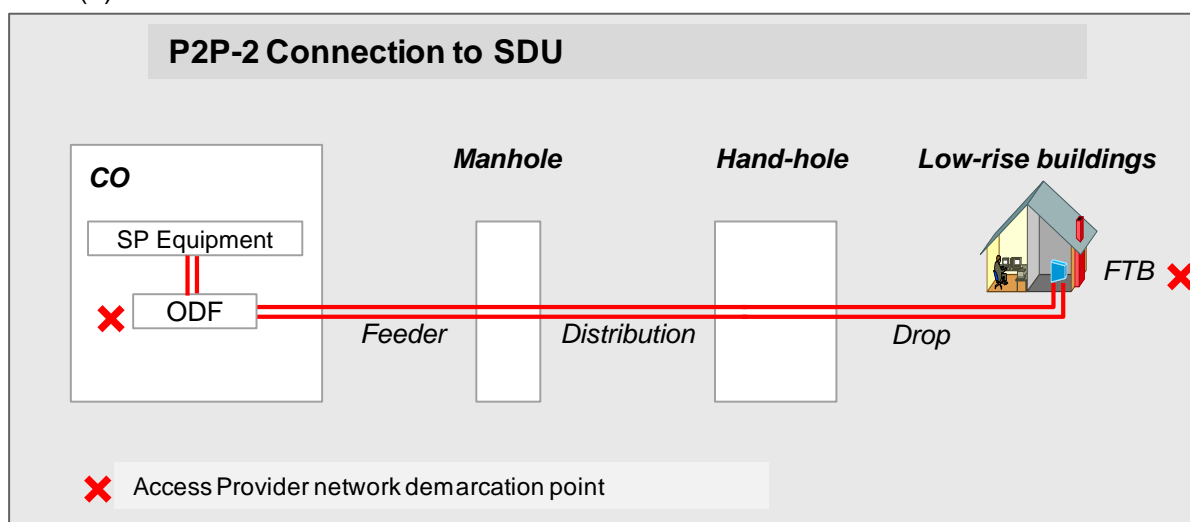 P2P-2 Connection to SDU
Manhole
Hand-hole
Low-rise buildings
CO
SP Equipment
FTB
ODF
Feeder
Distribution
Drop
Access Provider network demarcation point